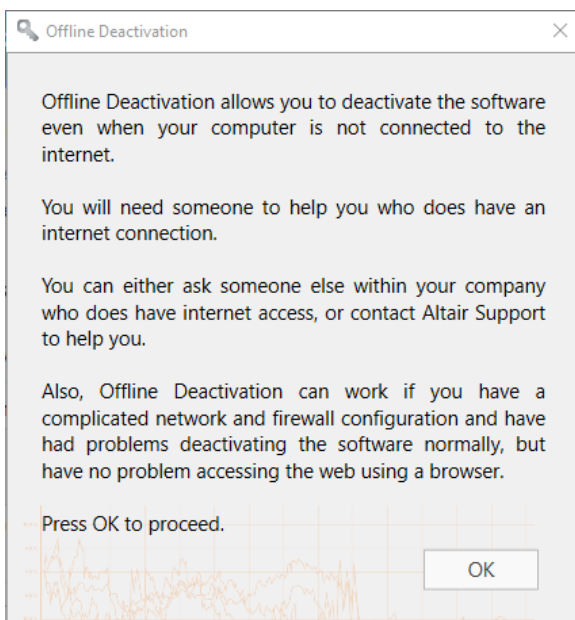 Offline Deactivation
Offline Deactivation allows you to deactivate the software
even when your computer is not connected to the
internet.
You will need someone to help you who does have an
internet connection.
You can either ask someone else within your company
who does have internet access, or contact Altair Support
to help you.
Also, Offline Deactivation can work if you have a
complicated network and firewall configuration and have
had problems deactivating the software normally, but
have no problem accessing the web using a browser.
Press OK to proceed.
OK